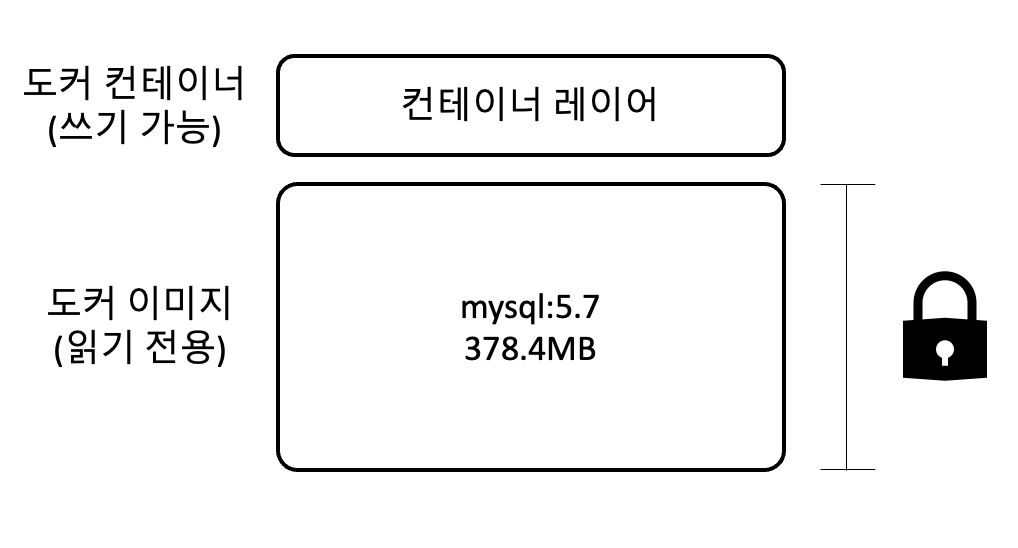 도커 컨테이너
(쓰기 가능)
컨테이너 레이어
도커 이미지
(읽기 전용)
mysql:5.7
378.4MB